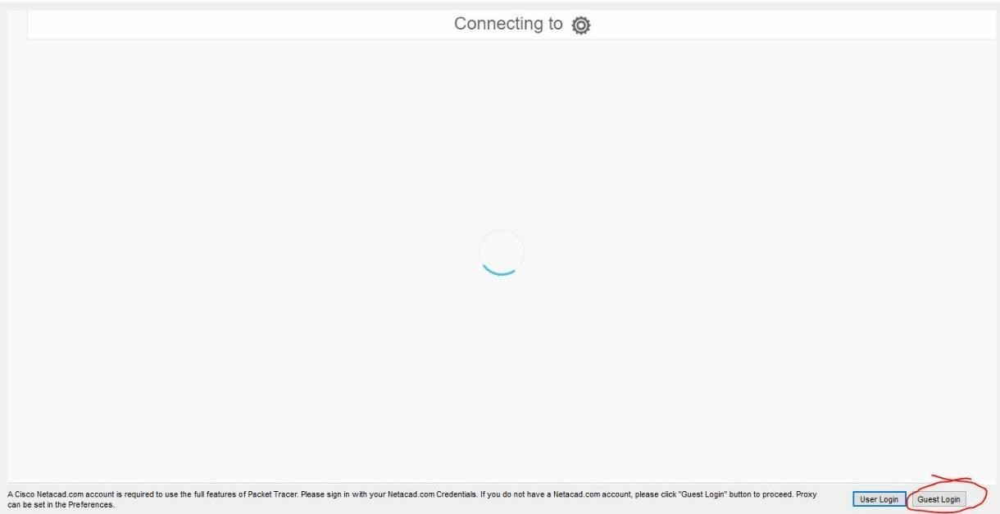 Connecting to
A Cisco Netacad.com account is required to use the full features of Packet Tracer. Please sign in with your Netacad.com Credentials. If you do not have a Netacad.com account, please click "Guest Login" button to proceed. Proxy
can be set in the Preferences.
User Login
Guest Login